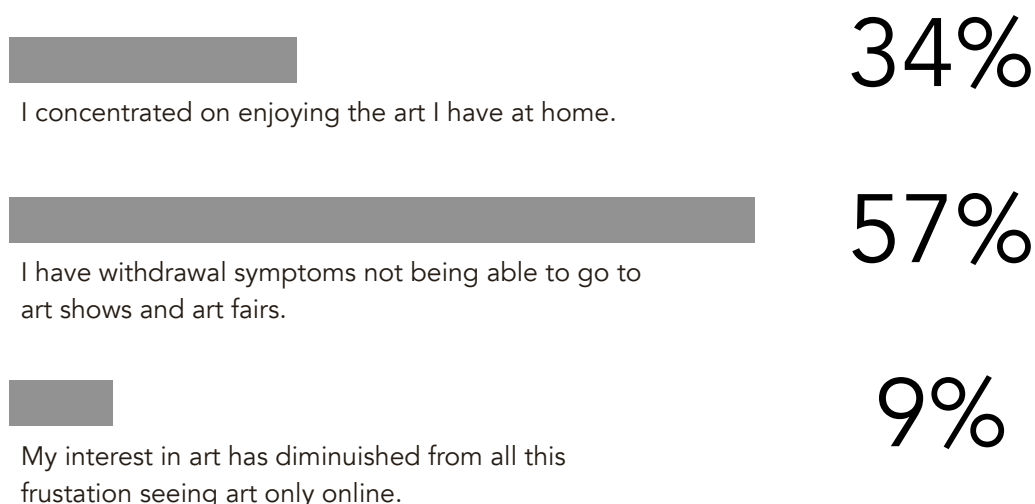 34%
I concentrated on enjoying the art I have at home.
57%
I have withdrawal symptoms not being able to go to
art shows and art fairs.
9%
My interest in art has diminuished from all this
frustation seeing art only online.